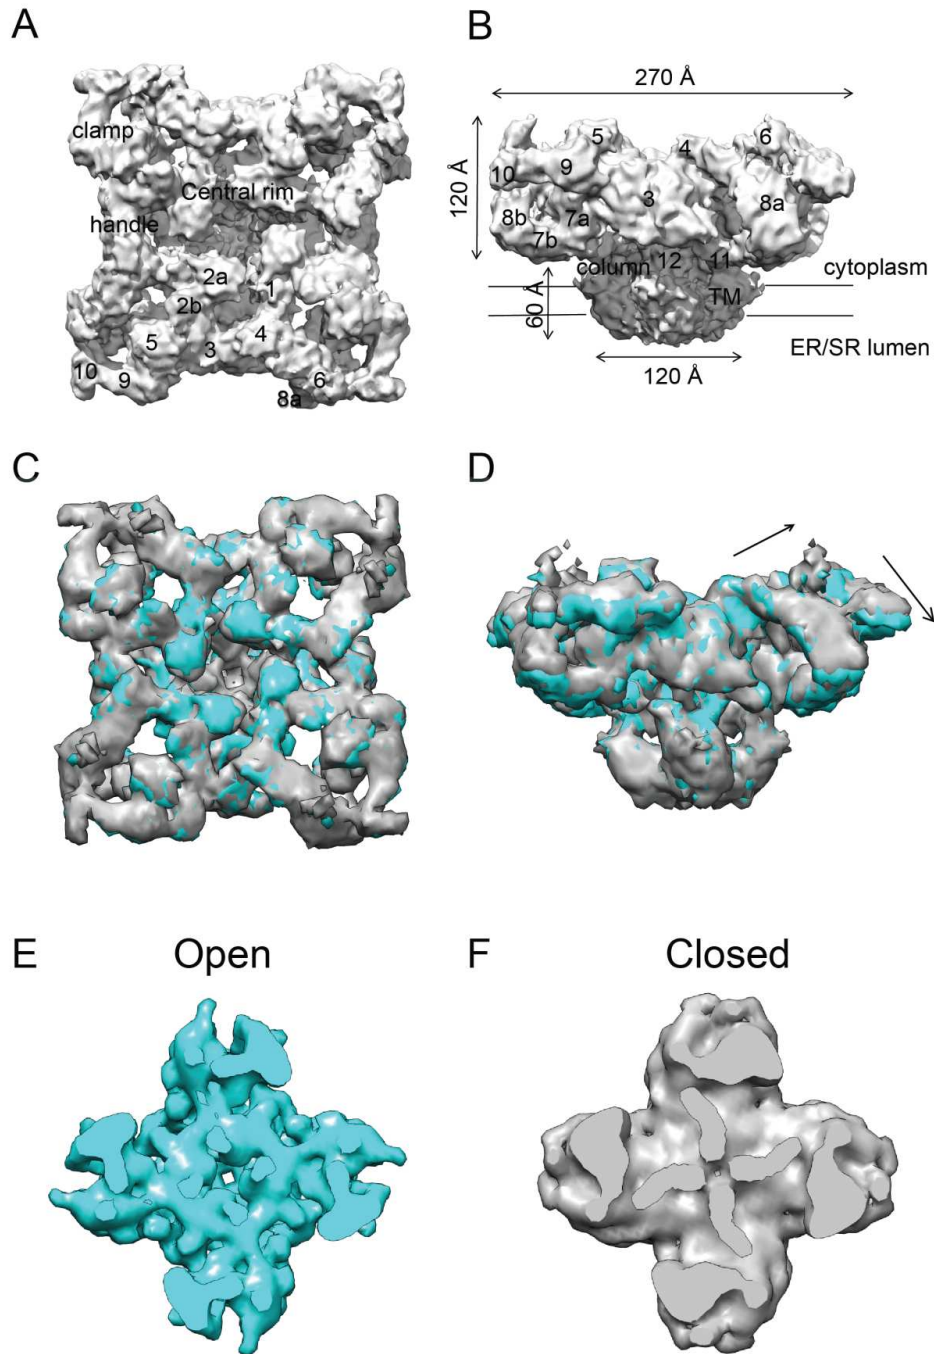 A
B
270 Å
clamp
Central rim
handle
2a
2b
1
5
3
4
10
9
6
8a
120 Å
5
4
6
10
9
3
8a
8b
7a
7b
column
12
11
TM
cytoplasm
60 Å
ER/SR lumen
120 Å
C
D
E
Open
F
Closed